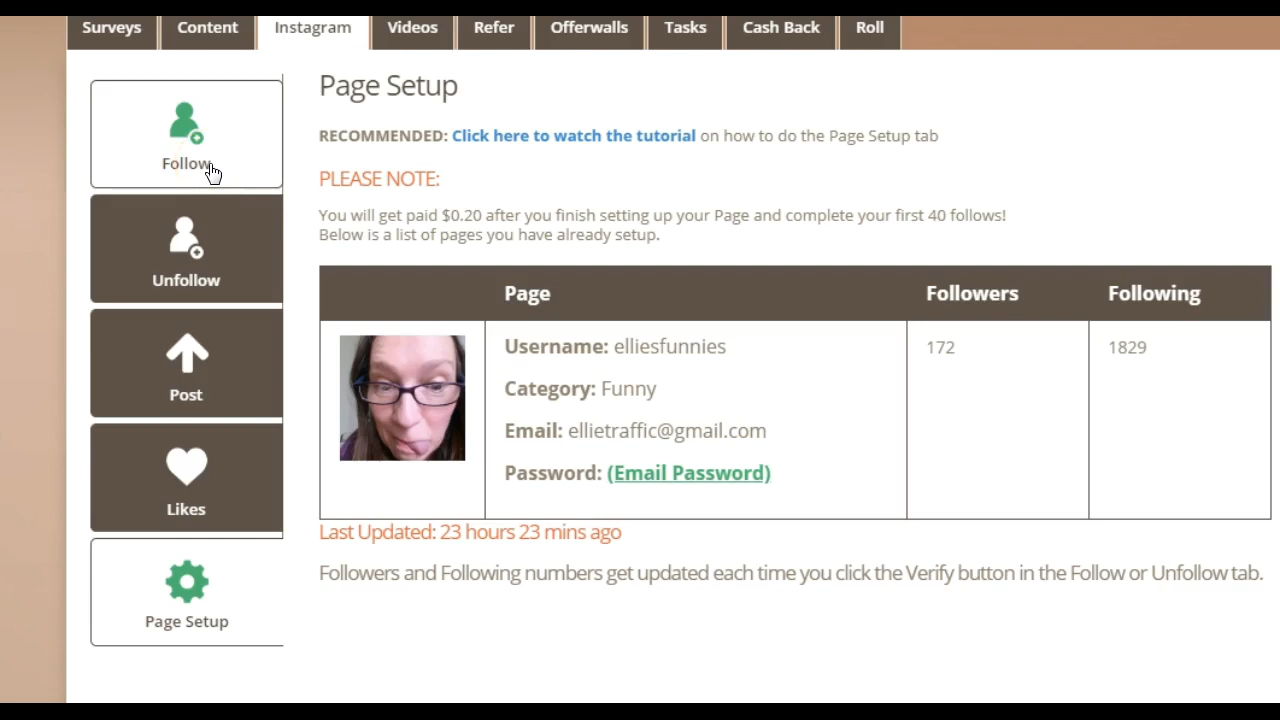 Surveys Content Instagram Videos Refer Offerwalls Tasks Cash Back Roll
Follow
Unfollow
Post
Likes
Page Setup
Page Setup
RECOMMENDED: Click here to watch the tutorial on how to do the Page Setup tab
PLEASE NOTE:
You will get paid $0.20 after you finish setting up your Page and complete your first 40 follows!
Below is a list of pages you have already setup.
Page Followers Following
Username: elliesfunnies 172 1829
Category: Funny
Email: ellietraffic@gmail.com
Password: (Email Password)
Last Updated: 23 hours 23 mins ago
Followers and Following numbers get updated each time you click the Verify button in the Follow or Unfollow tab.